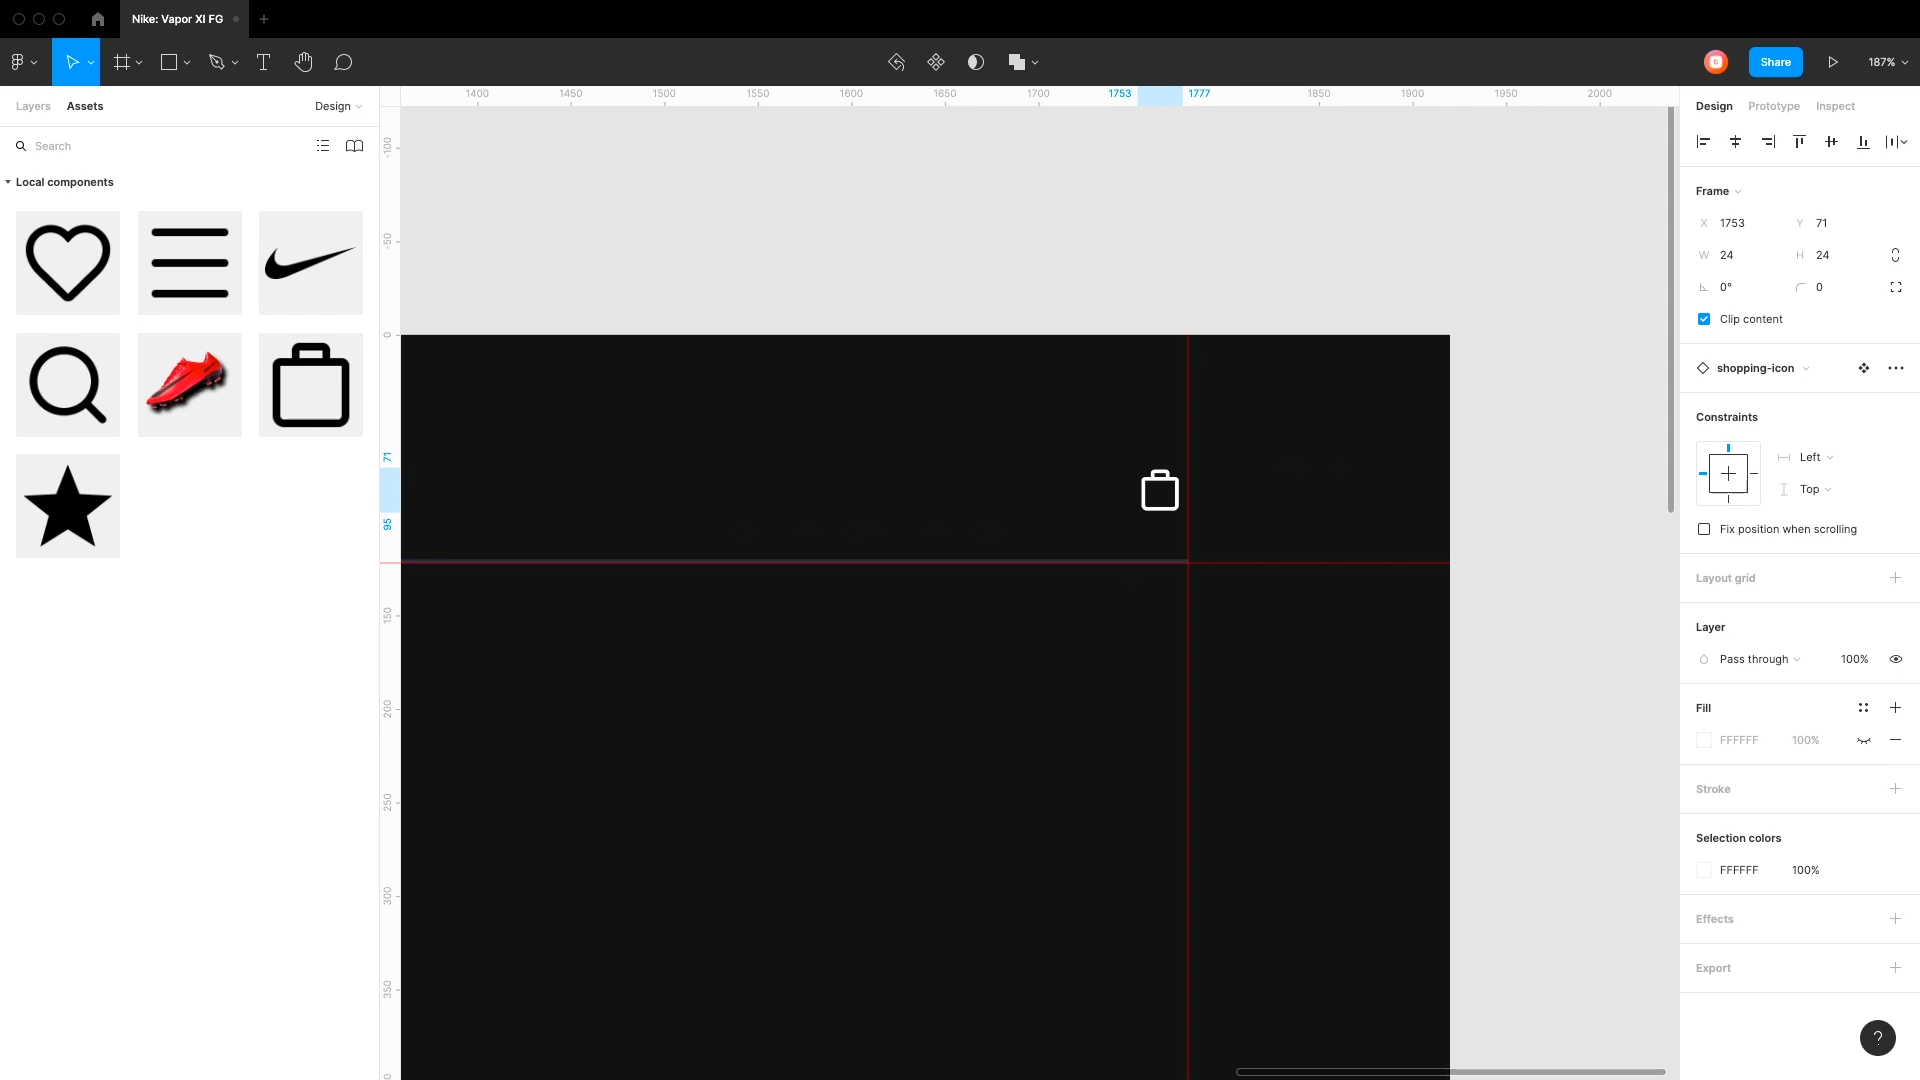 Nike: Vapor XI FG
Share
187%
Layers
Assets
Design
Search
Local components
1400
1450
1500
1550
1600
1650
1700
1753
1777
1850
1900
1950
2000
-100
-50
0
71
95
150
200
250
300
350
Design
Prototype
Inspect
Frame
X 1753 Y 71
W 24 H 24
0° 0
Clip content
shopping-icon
Constraints
Left
Top
Fix position when scrolling
Layout grid
Layer
Pass through 100%
Fill
FFFFFF 100%
Stroke
Selection colors
FFFFFF 100%
Effects
Export
?